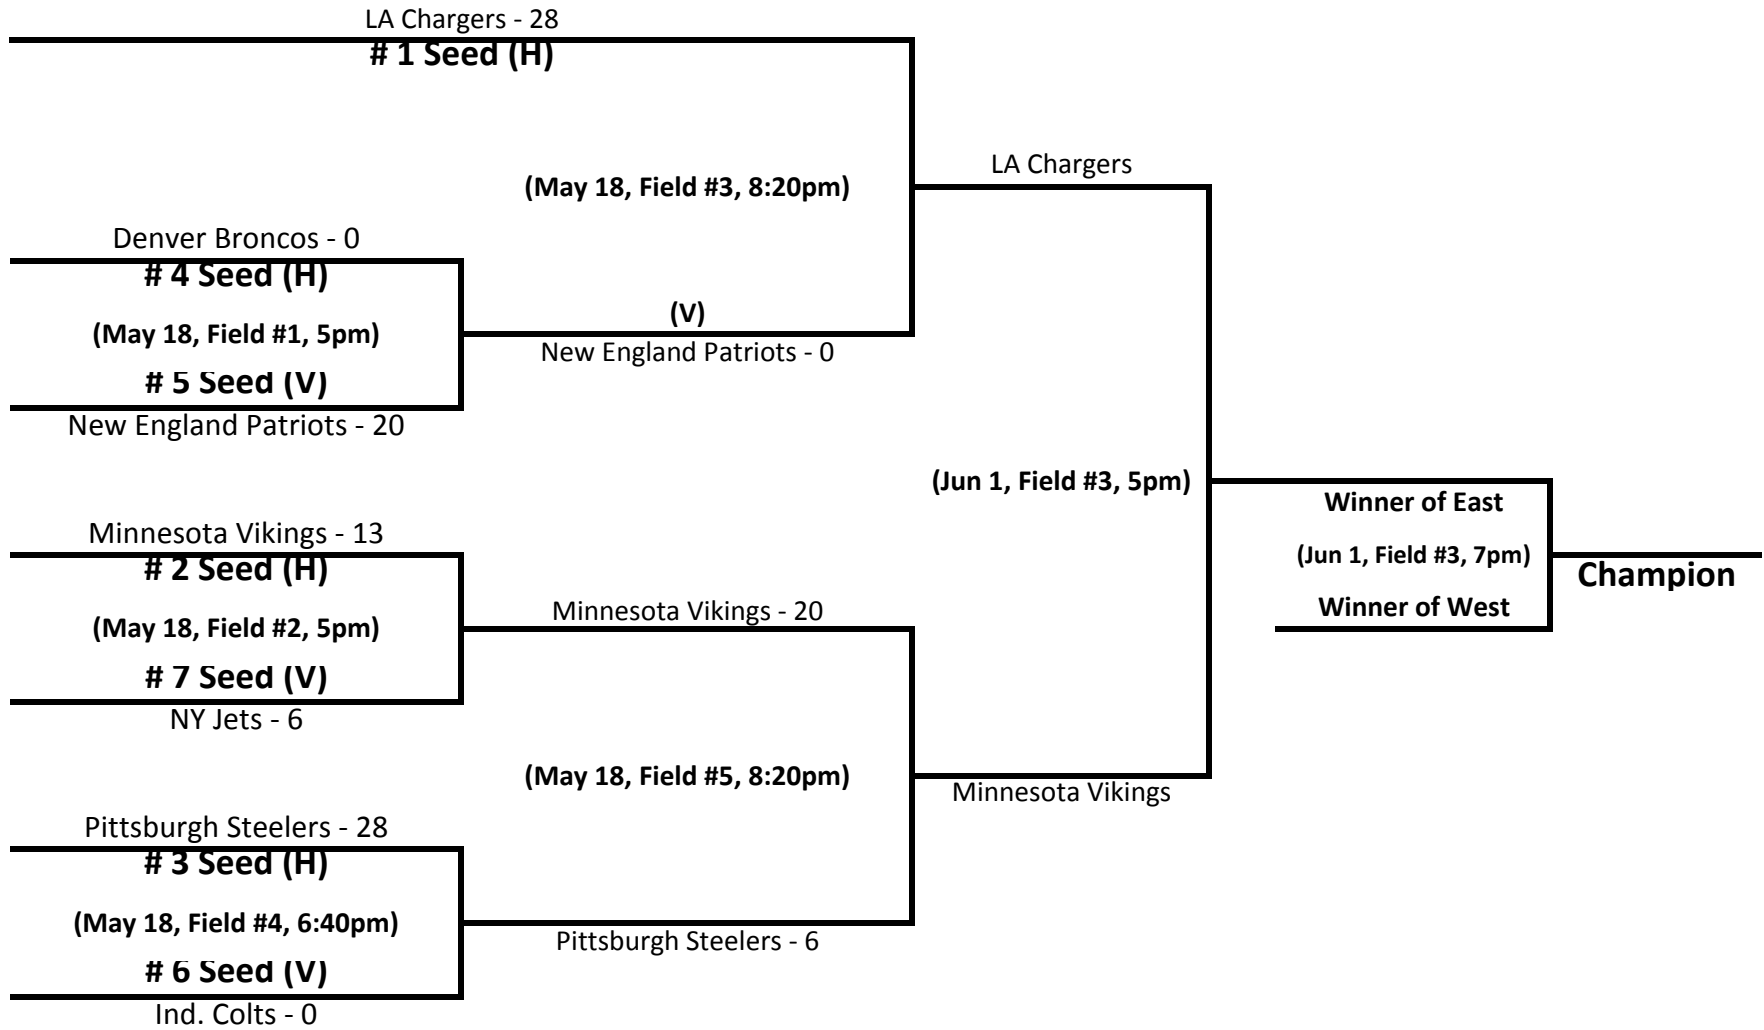 LA Chargers - 28
# 1 Seed (H)
(May 18, Field #3, 8:20pm)
LA Chargers
Denver Broncos - 0
# 4 Seed (H)
(May 18, Field #1, 5pm)
# 5 Seed (V)
New England Patriots - 20
(V)
New England Patriots - 0
(Jun 1, Field #3, 5pm)
Winner of East
(Jun 1, Field #3, 7pm)
Champion
Winner of West
Minnesota Vikings - 13
# 2 Seed (H)
(May 18, Field #2, 5pm)
# 7 Seed (V)
NY Jets - 6
Minnesota Vikings - 20
(May 18, Field #5, 8:20pm)
Minnesota Vikings
Pittsburgh Steelers - 28
# 3 Seed (H)
(May 18, Field #4, 6:40pm)
# 6 Seed (V)
Ind. Colts - 0
Pittsburgh Steelers - 6